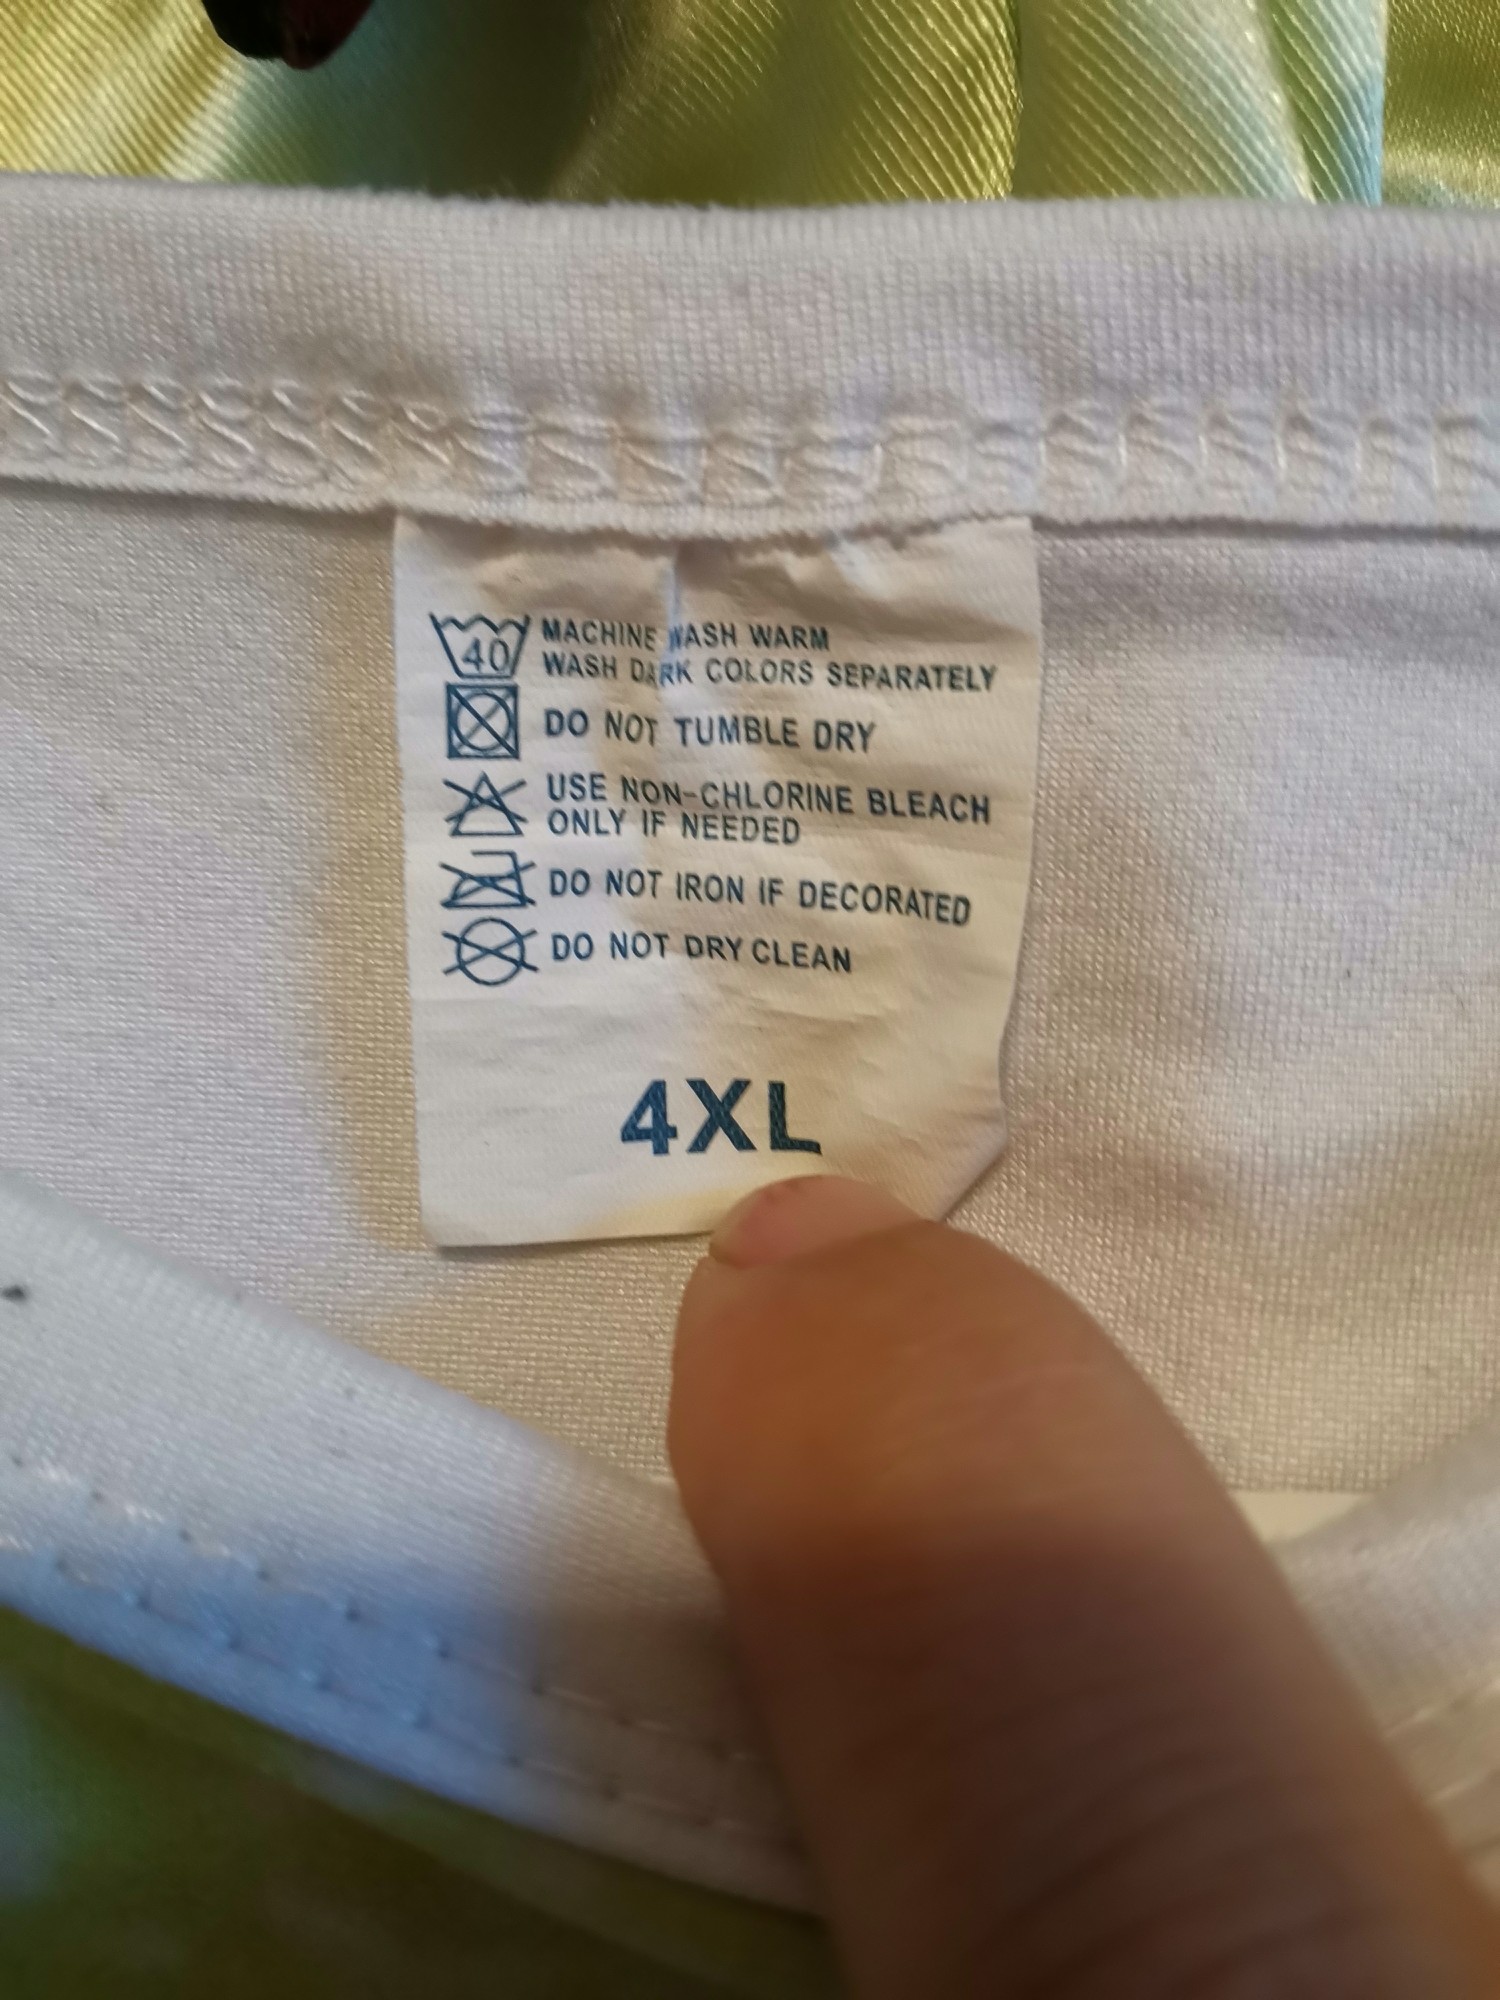 40 MACHINE WASH WARM
WASH DARK COLORS SEPARATELY
DO NOT TUMBLE DRY
USE NON-CHLORINE BLEACH
ONLY IF NEEDED
DO NOT IRON IF DECORATED
DO NOT DRY CLEAN
4XL